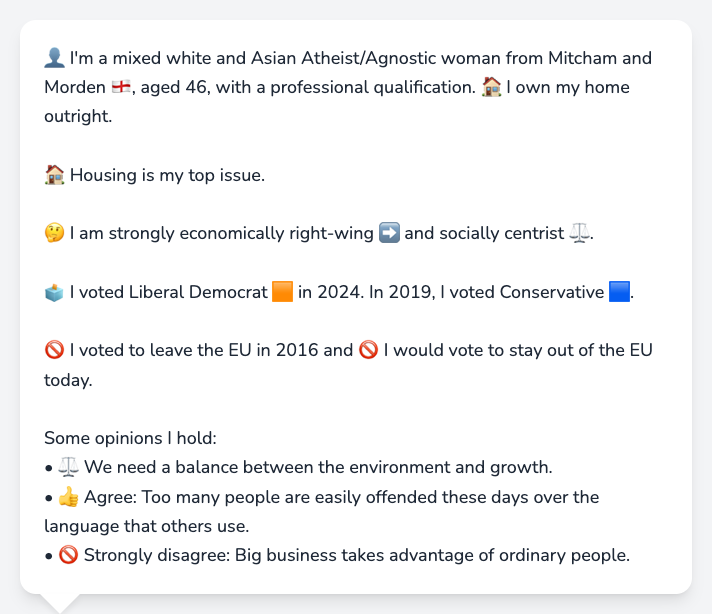 👤 I'm a mixed white and Asian Atheist/Agnostic woman from Mitcham and
Morden 🏴󠁧󠁢󠁥󠁮󠁧󠁿, aged 46, with a professional qualification. 🏠 I own my home
outright.
🏠 Housing is my top issue.
🤔 I am strongly economically right-wing ➡️ and socially centrist ⚖️.
🗳️ I voted Liberal Democrat 🟧 in 2024. In 2019, I voted Conservative 🟦.
🚫 I voted to leave the EU in 2016 and 🚫 I would vote to stay out of the EU
today.
Some opinions I hold:
• ⚖️ We need a balance between the environment and growth.
• 👍 Agree: Too many people are easily offended these days over the
language that others use.
• 🚫 Strongly disagree: Big business takes advantage of ordinary people.